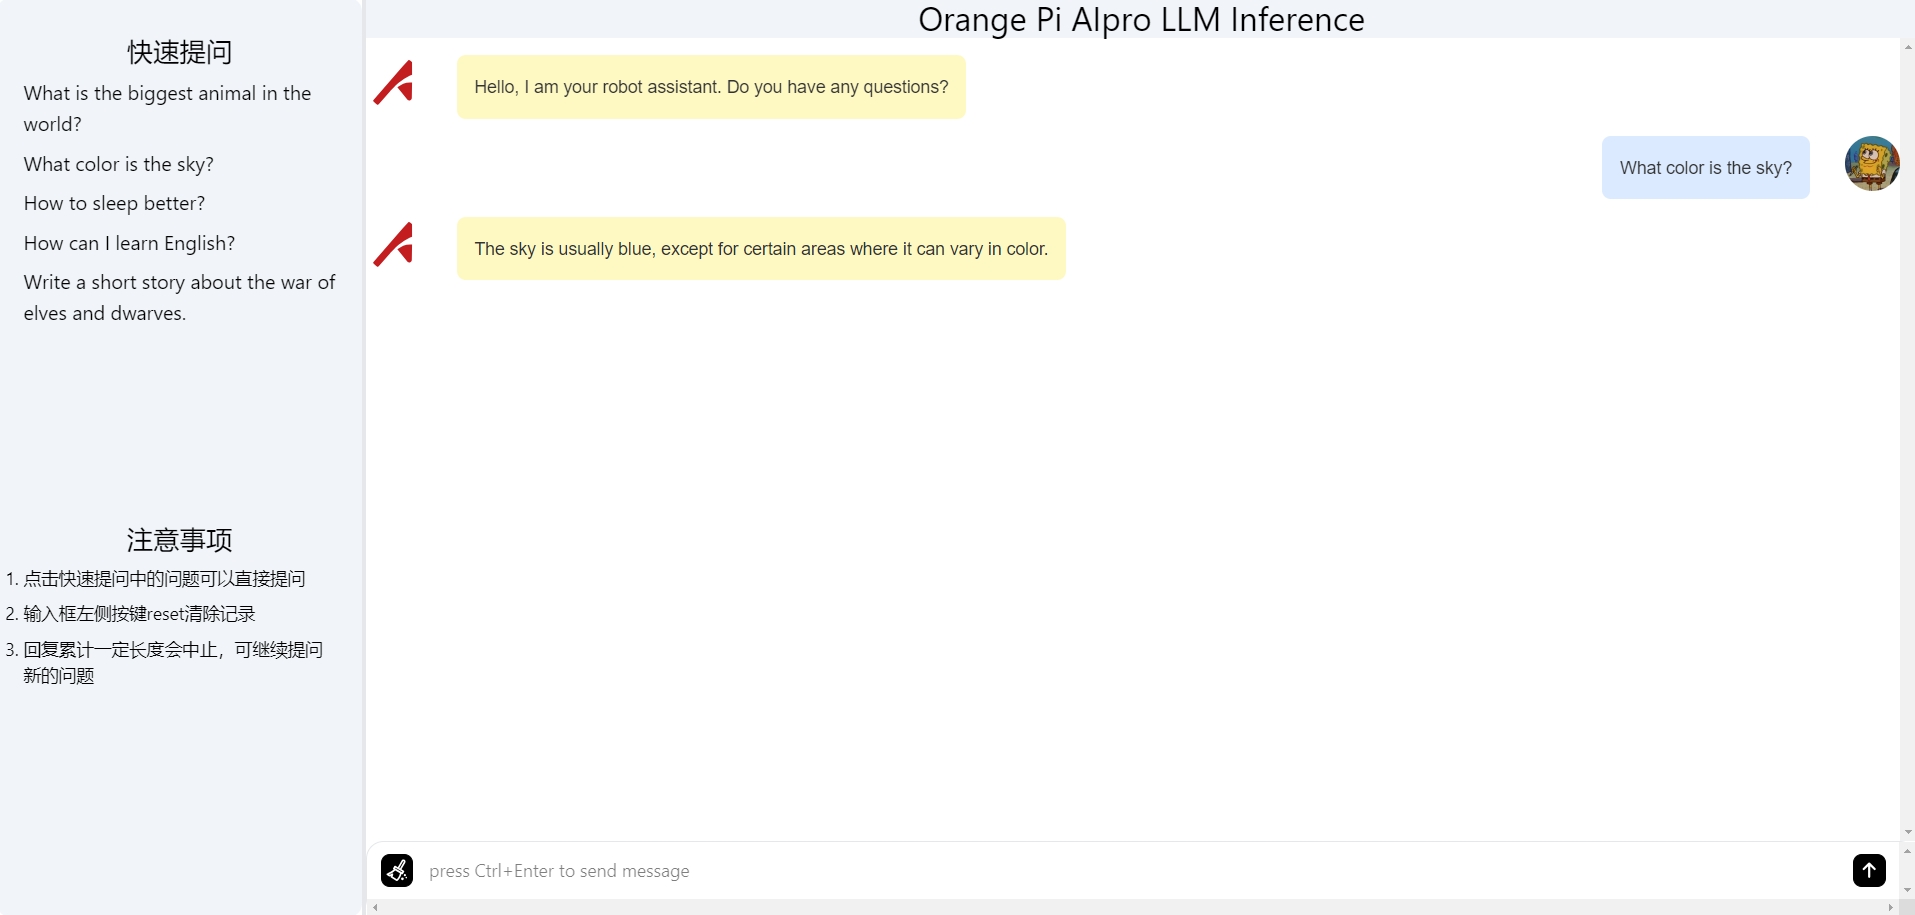 Orange Pi AIpro LLM Inference
快速提问
What is the biggest animal in the
world?
What color is the sky?
How to sleep better?
How can I learn English?
Write a short story about the war of
elves and dwarves.
注意事项
1. 点击快速提问中的问题可以直接提问
2. 输入框左侧按键reset清除记录
3. 回复累计一定长度会中止，可继续提问
新的问题
Hello, I am your robot assistant. Do you have any questions?
What color is the sky?
The sky is usually blue, except for certain areas where it can vary in color.
press Ctrl+Enter to send message